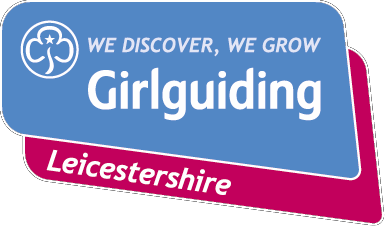 WE DISCOVER, WE GROW
Girlguiding
Leicestershire